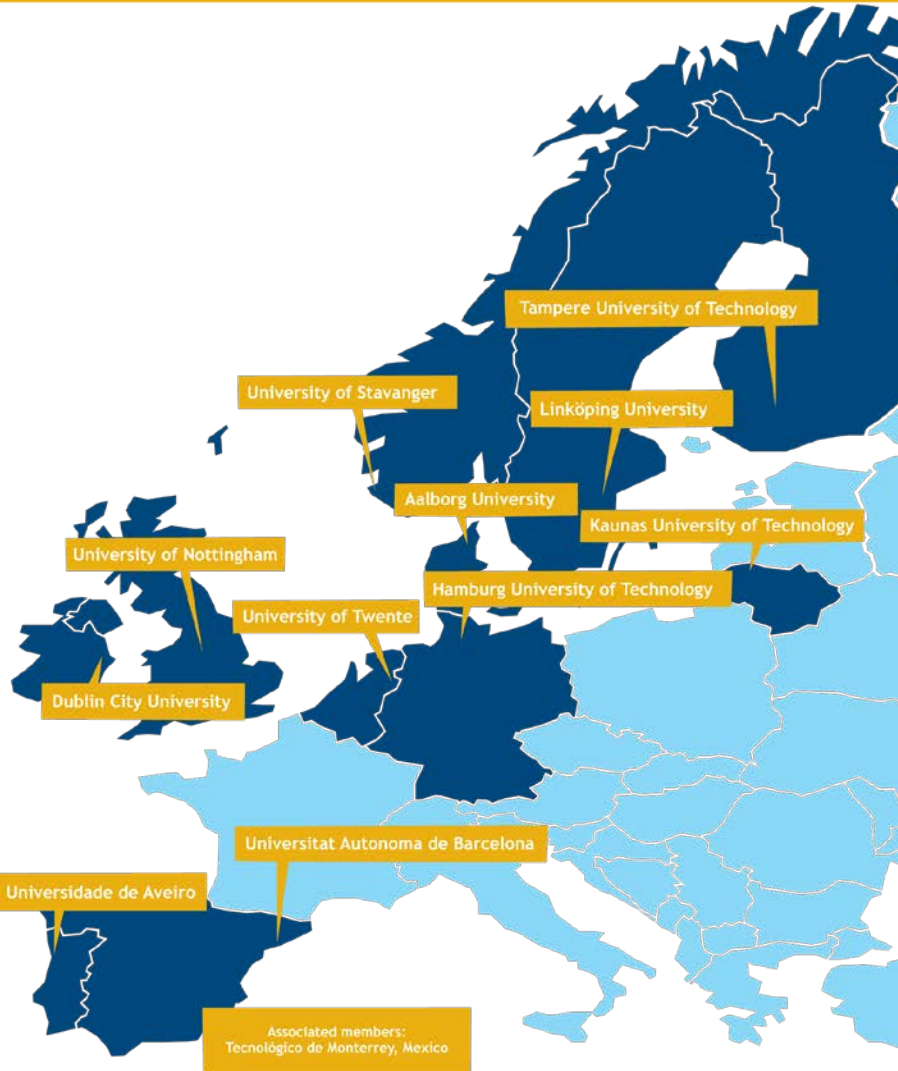 Tampere University of Technology
University of Stavanger
Linköping University
Aalborg University
Kaunas University of Technology
University of Nottingham
Hamburg University of Technology
University of Twente
Dublin City University
Universitat Autonoma de Barcelona
Universidade de Aveiro
Associated members:
Tecnológico de Monterrey, Mexico